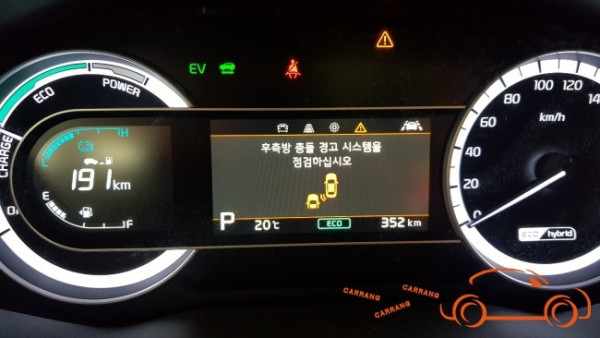 EV
ECO
POWER
CHARGE
H
191 km
E
F
후측방 충돌 경고 시스템을
점검하십시오
P
20℃
ECO
352 km
0
20
40
60
80
100
120
km/h
ECO hybrid
CARRANG
CARRANG
CARRANG